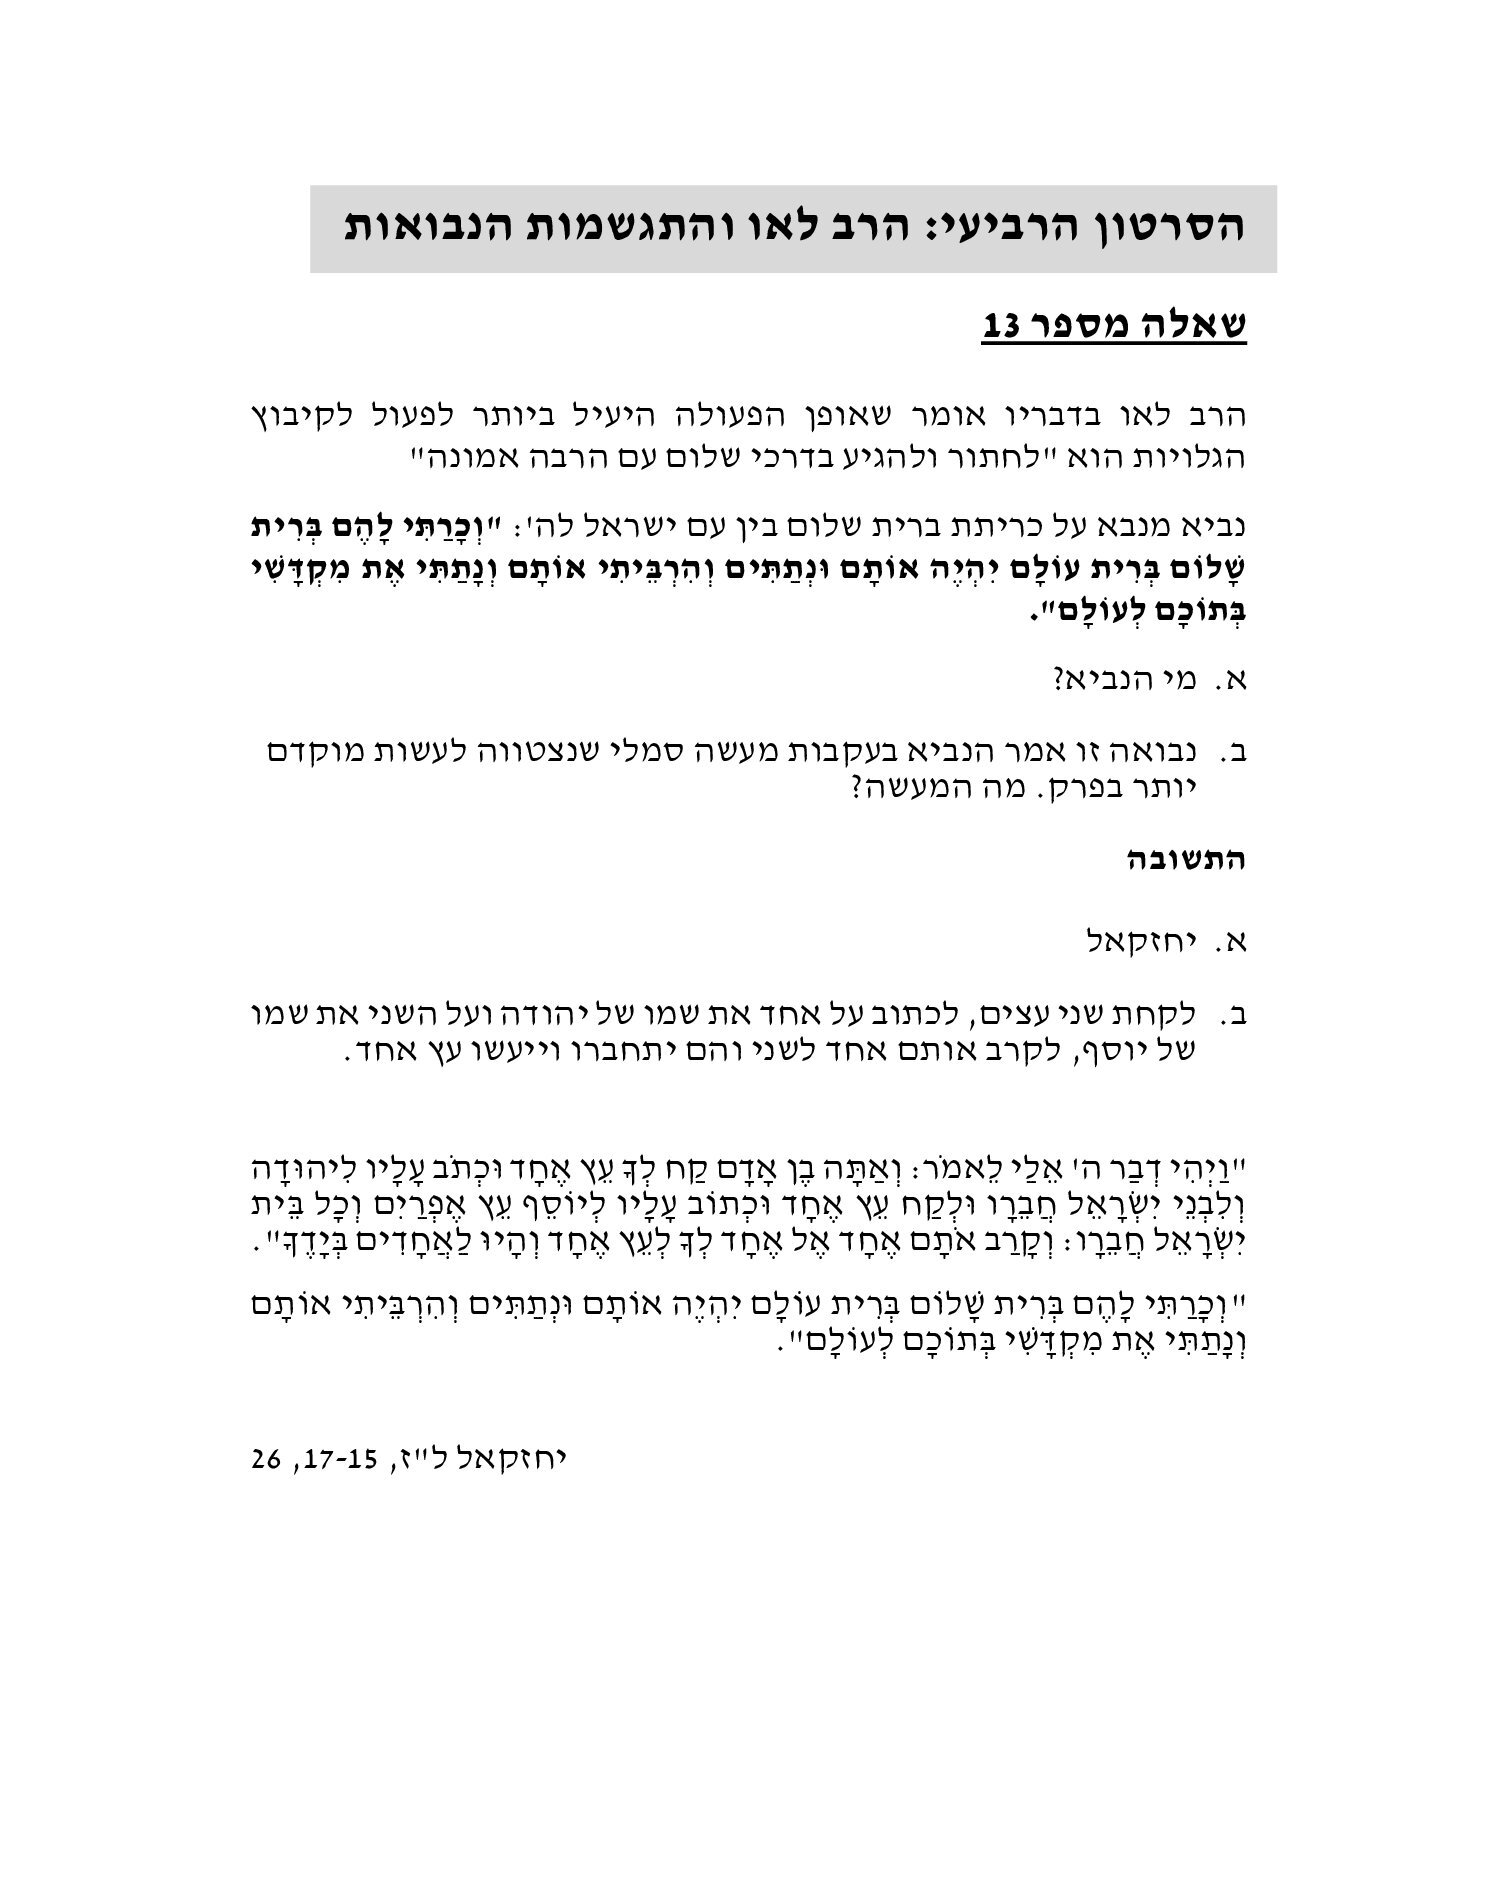 הסרטון הרביעי: הרב לאו והתגשמות הנבואות
שאלה מספר 13
הרב לאו בדבריו אומר שאופן הפעולה היעיל ביותר לפעול לקיבוץ
הגלויות הוא "לחתור ולהגיע בדרכי שלום עם הרבה אמונה"
נביא מנבא על כריתת ברית שלום בין עם ישראל לה': "וְכָרַתִּי לָהֶם בְּרִית
שָׁלוֹם בְּרִית עוֹלָם יִהְיֶה אוֹתָם וּנְתַתִּים וְהִרְבֵּיתִי אוֹתָם וְנָתַתִּי אֶת מִקְדָּשִׁי
בְּתוֹכָם לְעוֹלָם".
א. מי הנביא?
ב. נבואה זו אמר הנביא בעקבות מעשה סמלי שנצטווה לעשות מוקדם
יותר בפרק. מה המעשה?
התשובה
א. יחזקאל
ב. לקחת שני עצים, לכתוב על אחד את שמו של יהודה ועל השני את שמו
של יוסף, לקרב אותם אחד לשני והם יתחברו וייעשו עץ אחד.
"וַיְהִי דְבַר ה' אֵלַי לֵאמֹר: וְאַתָּה בֶן אָדָם קַח לְךָ עֵץ אֶחָד וּכְתֹב עָלָיו לִיהוּדָה
וְלִבְנֵי יִשְׂרָאֵל חֲבֵרָו וּלְקַח עֵץ אֶחָד וּכְתוֹב עָלָיו לְיוֹסֵף עֵץ אֶפְרַיִם וְכָל בֵּית
יִשְׂרָאֵל חֲבֵרָו: וְקָרַב אֹתָם אֶחָד אֶל אֶחָד לְךָ לְעֵץ אֶחָד וְהָיוּ לַאֲחָדִים בְּיָדֶךָ".
"וְכָרַתִּי לָהֶם בְּרִית שָׁלוֹם בְּרִית עוֹלָם יִהְיֶה אוֹתָם וּנְתַתִּים וְהִרְבֵּיתִי אוֹתָם
וְנָתַתִּי אֶת מִקְדָּשִׁי בְּתוֹכָם לְעוֹלָם".
יחזקאל ל"ז, 17-15, 26